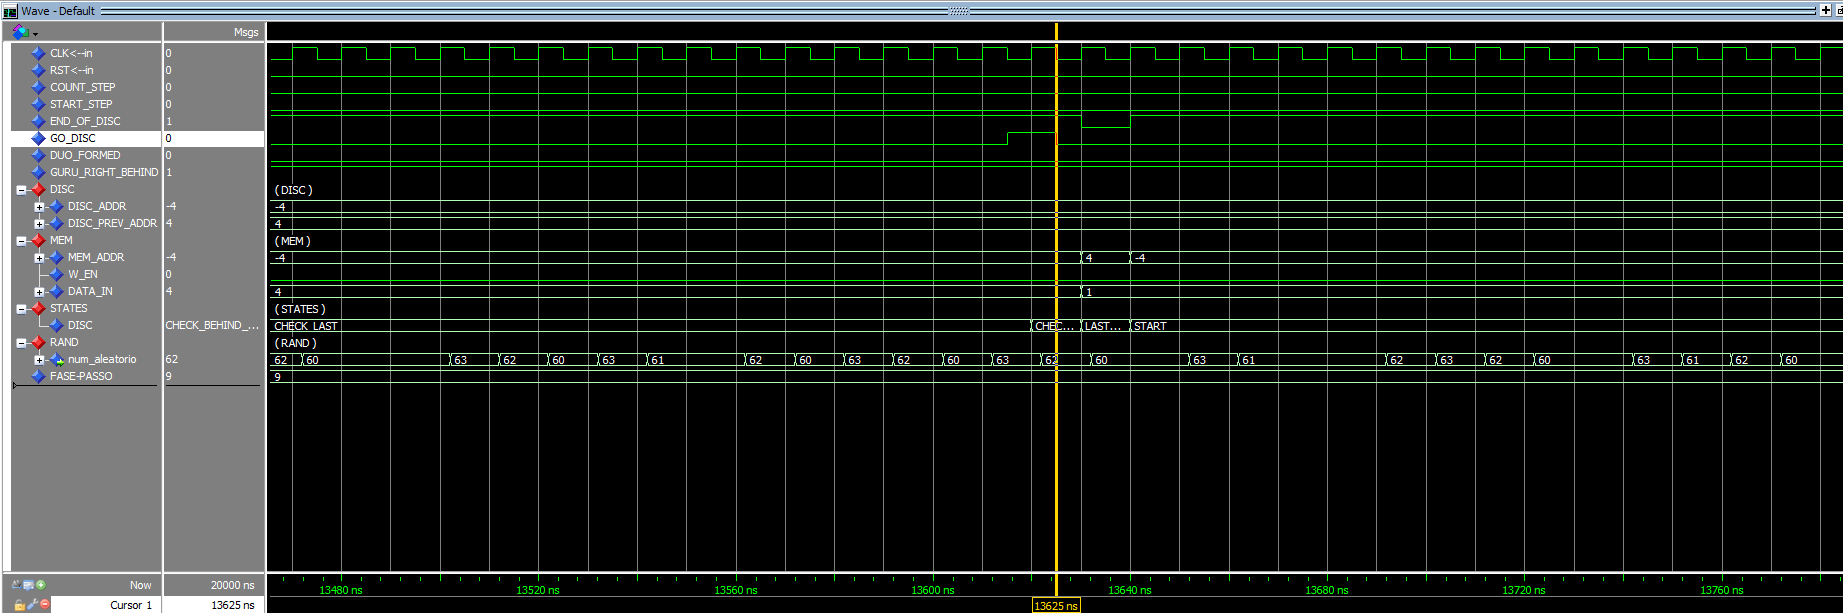 Wave - Default
Msgs
CLK<--in 0
RST<--in 0
COUNT_STEP 0
START_STEP 0
END_OF_DISC 1
GO_DISC 0
DUO_FORMED 0
GURU_RIGHT_BEHIND 1
DISC (DISC)
DISC_ADDR -4 -4
DISC_PREV_ADDR 4 4
MEM (MEM)
MEM_ADDR -4 -4 4 -4
W_EN 0
DATA_IN 4 4 1
STATES (STATES)
DISC CHECK_BEHIND_... CHECK LAST CHEC... LAST... START
RAND (RAND)
num_aleatorio 62 62 60 63 62 60 63 61 62 60 63 62 60 63 62 60 63 61 62 63 62 60 63 61 62 60
FASE-PASSO 9 9
Now 20000 ns 13480 ns 13520 ns 13560 ns 13600 ns 13640 ns 13680 ns 13720 ns 13760 ns
Cursor 1 13625 ns 13625 ns